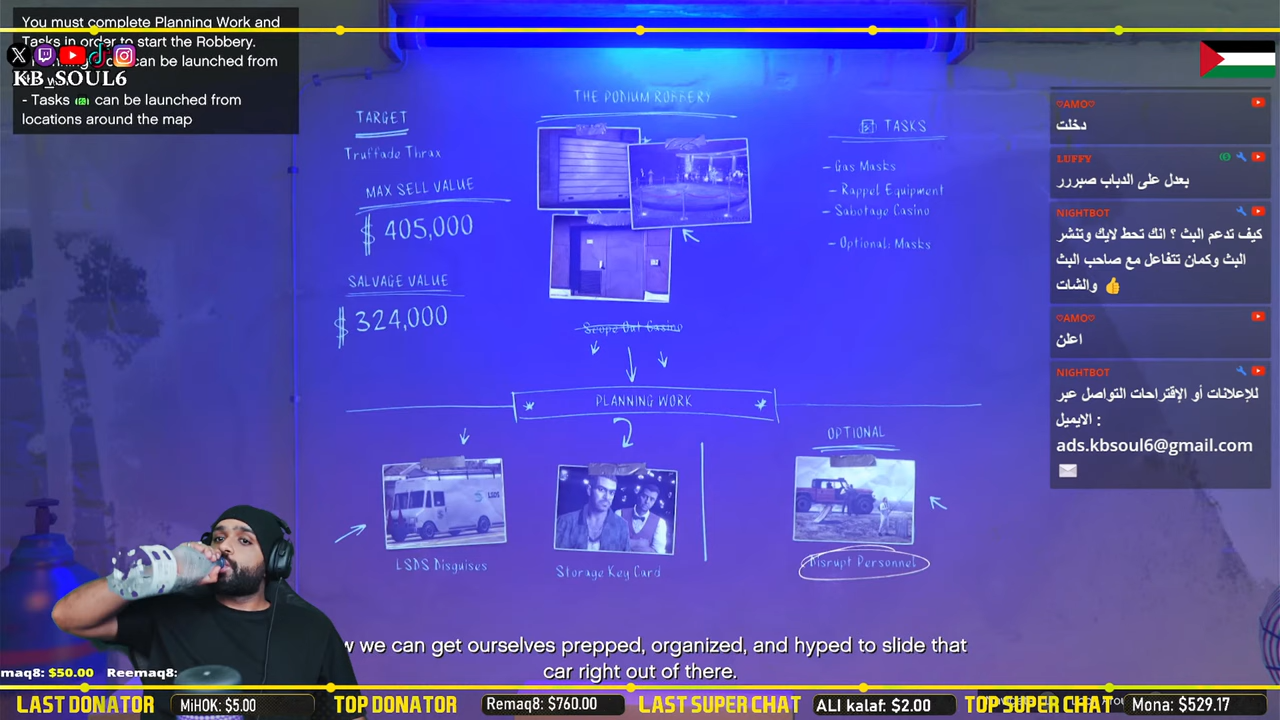 You must complete Planning Work and
Tasks in order to start the Robbery.
can be launched from
KB_SOUL6
- Tasks can be launched from
locations around the map
THE PODIUM ROBBERY
TARGET
Truffade Thrax
MAX SELL VALUE
$ 405,000
SALVAGE VALUE
$ 324,000
TASKS
- Gas Masks
- Rappel Equipment
- Sabotage Casino
- Optional: Masks
Scope Out Casino
PLANNING WORK
OPTIONAL
LSDS
LSDS Disguises
Storage Key Card
Disrupt Personnel
w we can get ourselves prepped, organized, and hyped to slide that
car right out of there.
♡AMO♡
دخلت
LUFFY
بعدل على الدباب صبررر
NIGHTBOT
كيف تدعم البث ؟ انك تحط لايك وتنشر
البث وكمان تتفاعل مع صاحب البث
والشات 👍
♡AMO♡
اعلن
NIGHTBOT
للإعلانات أو الإقتراحات التواصل عبر
الايميل :
ads.kbsoul6@gmail.com
maq8: $50.00 Reemaq8:
LAST DONATOR MiHOK: $5.00 TOP DONATOR Remaq8: $760.00 LAST SUPER CHAT ALI kalaf: $2.00 TOP SUPER CHAT Mona: $529.17